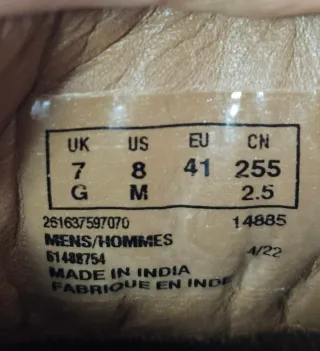 UK US EU CN
7 8 41 255
G M 2.5
261637597070 14885
MENS/HOMMES
61488754 4/22
MADE IN INDIA
FABRIQUE EN INDE